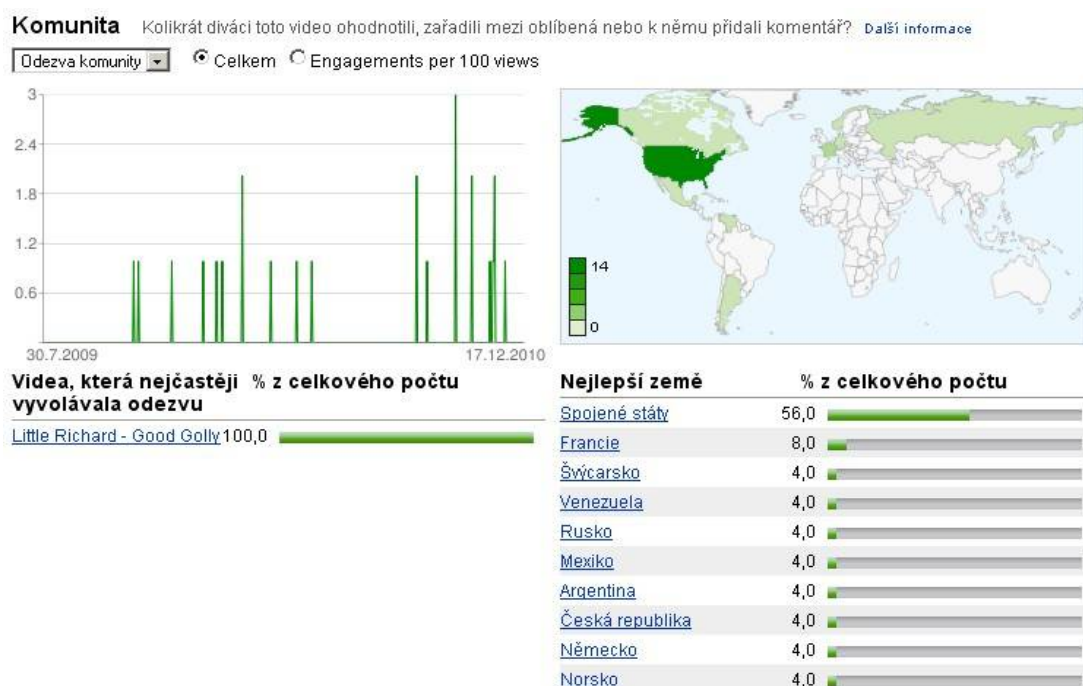 Komunita Kolikrát diváci toto video ohodnotili, zařadili mezi oblíbená nebo k němu přidali komentář? Další informace
Odezva komunity Celkem Engagements per 100 views
3
2.4
1.8
1.2
0.6
30.7.2009 17.12.2010
14
0
Videa, která nejčastěji % z celkového počtu
vyvolávala odezvu
Little Richard - Good Golly 100,0
Nejlepší země % z celkového počtu
Spojené státy 56,0
Francie 8,0
Švýcarsko 4,0
Venezuela 4,0
Rusko 4,0
Mexiko 4,0
Argentina 4,0
Česká republika 4,0
Německo 4,0
Norsko 4,0